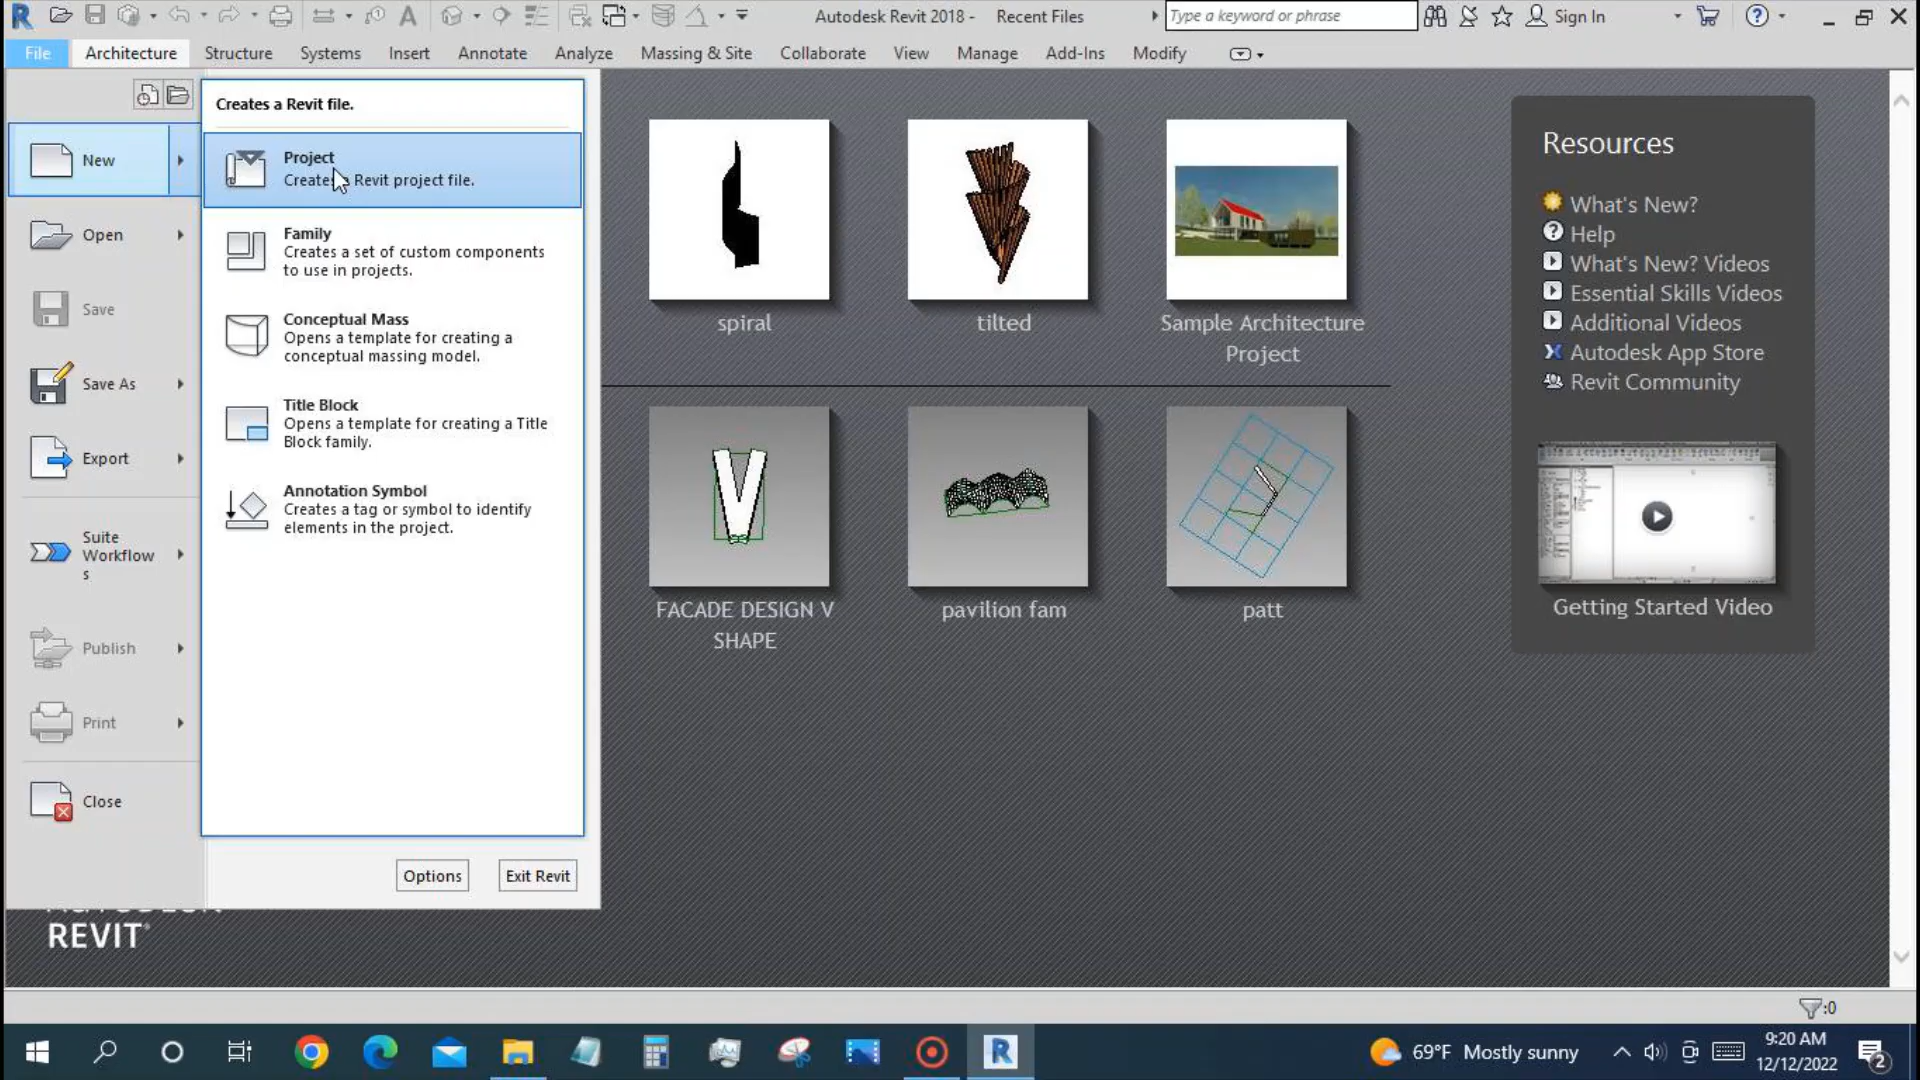 Autodesk Revit 2018 - Recent Files
Type a keyword or phrase
Sign In
File Architecture Structure Systems Insert Annotate Analyze Massing & Site Collaborate View Manage Add-Ins Modify
New
Open
Save
Save As
Export
Suite
Workflow
s
Publish
Print
Close
Creates a Revit file.
Project
Creates a Revit project file.
Family
Creates a set of custom components
to use in projects.
Conceptual Mass
Opens a template for creating a
conceptual massing model.
Title Block
Opens a template for creating a Title
Block family.
Annotation Symbol
Creates a tag or symbol to identify
elements in the project.
Options Exit Revit
REVIT
spiral
tilted
Sample Architecture
Project
FACADE DESIGN V
SHAPE
pavilion fam
patt
Resources
What's New?
Help
What's New? Videos
Essential Skills Videos
Additional Videos
Autodesk App Store
Revit Community
Getting Started Video
:0
69°F Mostly sunny
9:20 AM
12/12/2022
2